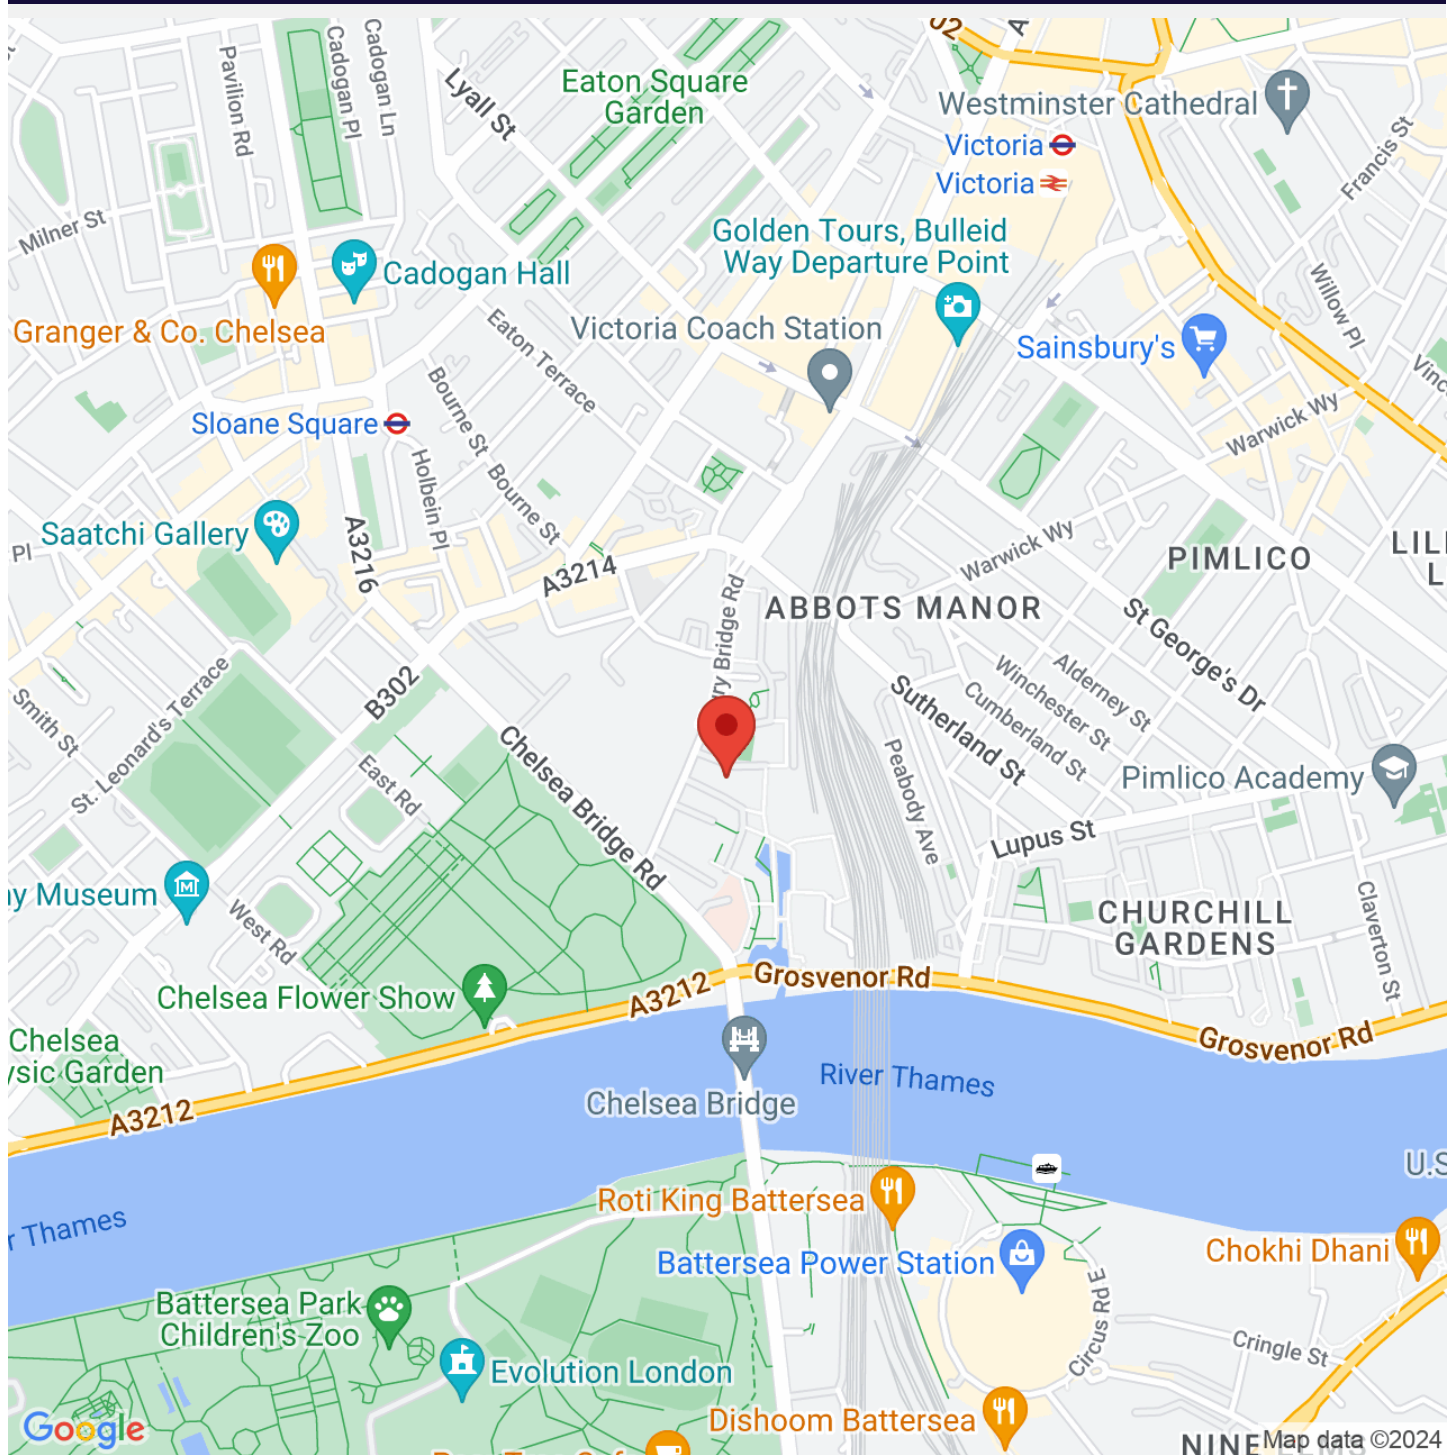 02
A
Pavilion Rd
Cadogan Pl
Cadogan Ln
Lyall St
Eaton Square
Garden
Westminster Cathedral
Victoria
Victoria
Francis St
Milner St
Golden Tours, Bulleid
Way Departure Point
Cadogan Hall
Granger & Co. Chelsea
Eaton Terrace
Victoria Coach Station
Sainsbury's
Willow Pl
Vinc
Bourne St
Sloane Square
Warwick Wy
Holbein Pl
Bourne St
Saatchi Gallery
Pl
A3216
A3214
Warwick Wy
PIMLICO
LILL
L
ry Bridge Rd
ABBOTS MANOR
St George's Dr
Smith St
St. Leonard's Terrace
B302
Alderney St
Winchester St
Cumberland St
Sutherland St
Chelsea Bridge Rd
East Rd
Peabody Ave
Pimlico Academy
Lupus St
y Museum
West Rd
CHURCHILL
GARDENS
Claverton St
Chelsea Flower Show
A3212
Grosvenor Rd
Grosvenor Rd
Chelsea
ysic Garden
A3212
Chelsea Bridge
River Thames
U.S
r Thames
Roti King Battersea
Battersea Power Station
Chokhi Dhani
Battersea Park
Children's Zoo
Circus Rd E
Cringle St
Evolution London
Google
Dishoom Battersea
NINE
Map data ©2024